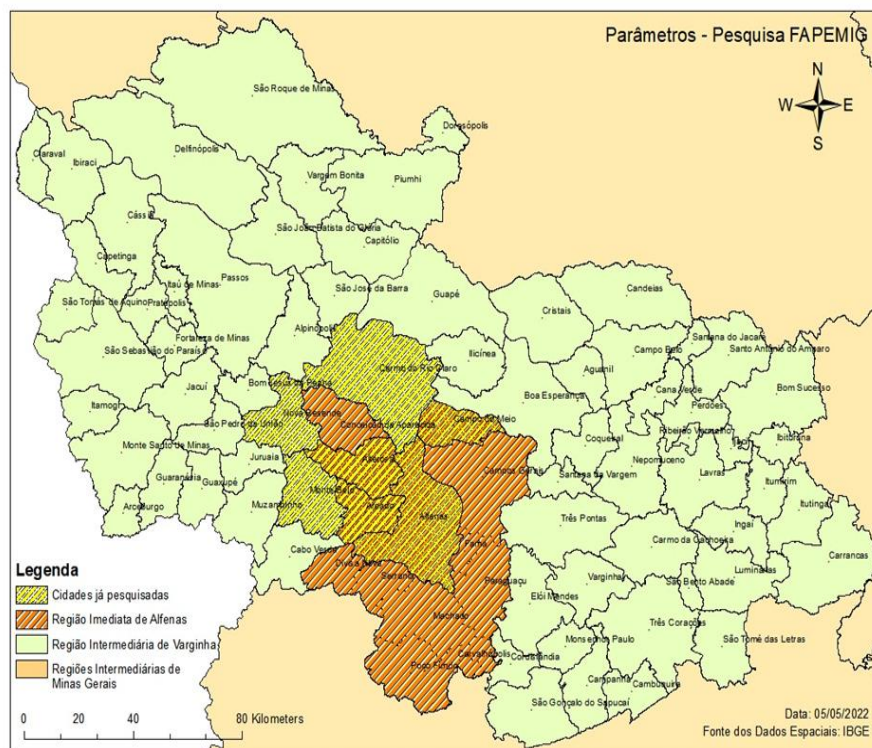 Parâmetros - Pesquisa FAPEMIG
N
W E
S
São Roque de Minas
Doresópolis
Claraval
Ibiraci
Delfinópolis
Vargem Bonita
Piumhi
Cássia
São João Batista do Glória
Capitólio
Capetinga
Itaú de Minas
Passos
São José da Barra
Guapé
Candeias
São Tomás de Aquino
Pratápolis
Cristais
Fortaleza de Minas
Alpinópolis
Santana do Jacaré
São Sebastião do Paraíso
Ilicínea
Aguanil
Campo Belo
Santo Antônio do Amparo
Carmo do Rio Claro
Jacuí
Bom Jesus da Penha
Boa Esperança
Cana Verde
Bom Sucesso
Itamogi
Nova Resende
Perdões
São Pedro da União
Conceição da Aparecida
Campo do Meio
Ribeirão Vermelho
Monte Santo de Minas
Coqueiral
Ijaci
Ibituruna
Juruaia
Alterosa
Nepomuceno
Guaranésia
Guaxupé
Campos Gerais
Santana da Vargem
Lavras
Itumirim
Monte Belo
Arceburgo
Muzambinho
Areado
Alfenas
Três Pontas
Ingaí
Itutinga
Cabo Verde
Fama
Carmo da Cachoeira
Carrancas
Divisa Nova
Serrania
Paraguaçu
Varginha
São Bento Abade
Luminárias
Elói Mendes
Machado
Três Corações
Monsenhor Paulo
São Tomé das Letras
Poço Fundo
Carvalhópolis
Cordislândia
Campanha
Cambuquira
São Gonçalo do Sapucaí
Legenda
Cidades já pesquisadas
Região Imediata de Alfenas
Região Intermediária de Varginha
Regiões Intermediárias de
Minas Gerais
0 20 40 80 Kilometers
Data: 05/05/2022
Fonte dos Dados Espaciais: IBGE